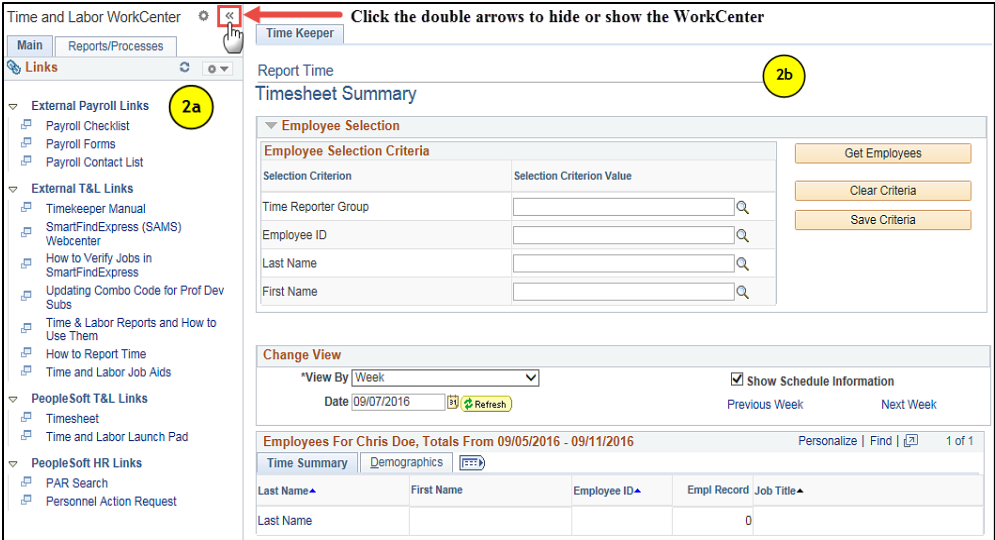 Time and Labor WorkCenter
Click the double arrows to hide or show the WorkCenter
Main Reports/Processes
Links
2a
External Payroll Links
Payroll Checklist
Payroll Forms
Payroll Contact List
External T&L Links
Timekeeper Manual
SmartFindExpress (SAMS)
Webcenter
How to Verify Jobs in
SmartFindExpress
Updating Combo Code for Prof Dev
Subs
Time & Labor Reports and How to
Use Them
How to Report Time
Time and Labor Job Aids
PeopleSoft T&L Links
Timesheet
Time and Labor Launch Pad
PeopleSoft HR Links
PAR Search
Personnel Action Request
Time Keeper
Report Time
2b
Timesheet Summary
Employee Selection
Employee Selection Criteria
Selection Criterion Selection Criterion Value
Time Reporter Group
Employee ID
Last Name
First Name
Get Employees
Clear Criteria
Save Criteria
Change View
*View By Week
Show Schedule Information
Date 09/07/2016 31 Refresh
Previous Week Next Week
Employees For Chris Doe, Totals From 09/05/2016 - 09/11/2016
Personalize | Find | 1 of 1
Time Summary Demographics
Last Name First Name Employee ID Empl Record Job Title
Last Name 0